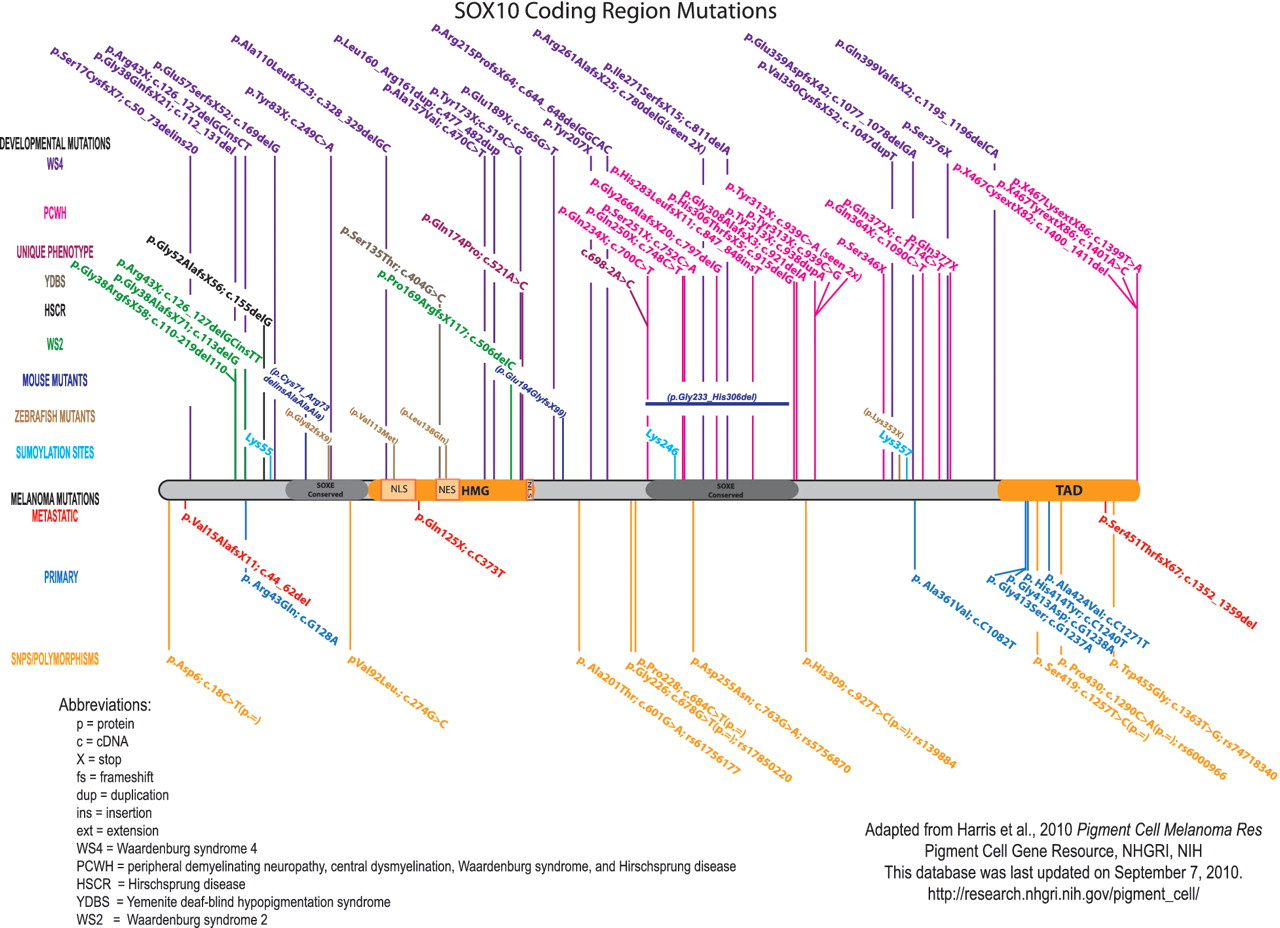 SOX10 Coding Region Mutations
DEVELOPMENTAL MUTATIONS
WS4
p.Ser17CysfsX7; c.50_73delins20
p.Gly38GlnfsX21; c.112_131del
p.Arg43X; c.126_127delGCinsCT
p.Glu57SerfsX52; c.169delG
p.Tyr83X; c.249C>A
p.Ala110LeufsX23; c.328_329delGC
p.Ala157Val; c.470C>T
p.Leu160_Arg161dup; c.477_482dup
p.Tyr173X;c.519C>G
p.Glu189X; c.565G>T
p.Tyr207X
p.Arg215ProfsX64; c.644_648delGGCAC
p.Arg261AlafsX25; c.780delG(seen 2X)
p.Ile271SerfsX15; c.811delA
p.Val350CysfsX52; c.1047dupT
p.Glu359AspfsX42; c.1077_1078delGA
p.Ser376X
p.Gln399ValfsX2; c.1195_1196delCA
PCWH
p.Gln234X; c.700C>T
p.Gln250X; c.748C>T
p.Ser251X; c.752C>A
p.Gly266AlafsX20; c.797delG
p.His283LeufsX11; c.847_848insT
p.His306ThrfsX5; c.915delG
p.Gly308AlafsX3; c.921delA
p.Tyr313X; c.938dupA
p.Tyr313X; c.939C>G
p.Tyr313X; c.939C>A (seen 2x)
p.Ser346X
p.Gln364X; c.1090C>T
p.Gln372X; c.1114C>T
p.Gln377X
p.X467CysextX82; c.1400_1411del
p.X467TyrextX86; c.1401A>C
p.X467LysextX86; c.1399T>A
UNIQUE PHENOTYPE
p.Gln174Pro; c.521A>C
c.698-2A>C
YDBS
p.Ser135Thr; c.404G>C
HSCR
p.Gly52AlafsX56; c.155delG
WS2
p.Gly38ArgfsX58; c.110-219del110
p.Gly38AlafsX71; c.113delG
p.Arg43X; c.126_127delGCinsTT
p.Pro169ArgfsX117; c.506delC
MOUSE MUTANTS
(p.Cys71_Arg73
delinsAlaAlaAla)
(p.Glu194GlyfsX99)
(p.Gly233_His306del)
ZEBRAFISH MUTANTS
(p.Gly82fsX9)
(p.Val113Met)
(p.Leu138Gln)
(p.Lys353X)
SUMOYLATION SITES
Lys55
Lys246
Lys357
SOXE
Conserved
NLS
NES
HMG
NLS
SOXE
Conserved
TAD
MELANOMA MUTATIONS
METASTATIC
p.Val15AlafsX11; c.44_62del
p.Gln125X; c.C373T
p.Ser451ThrfsX67; c.1352_1359del
PRIMARY
p. Arg43Gln; c.G128A
p. Ala361Val; c.C1082T
p. Gly413Ser; c.G1237A
p. Gly413Asp; c.G1238A
p. His414Tyr; c.C1240T
p. Ala424Val; c.C1271T
SNPS/POLYMORPHISMS
p.Asp6; c.18C>T(p.=)
pVal92Leu,; c.274G>C
p. Ala201Thr; c.601G>A; rs61756177
p.Gly226; c.678G>T(p.=); rs17850220
p.Pro228; c.684C>T(p.=)
p.Asp255Asn; c.763G>A; rs5756870
p.His309; c.927T>C(p.=); rs139884
p. Ser419; c.1257T>C(p.=)
p. Pro430; c.1290C>A(p.=); rs6000966
p. Trp455Gly; c.1363T>G; rs74718340
Abbreviations:
p = protein
c = cDNA
X = stop
fs = frameshift
dup = duplication
ins = insertion
ext = extension
WS4 = Waardenburg syndrome 4
PCWH = peripheral demyelinating neuropathy, central dysmyelination, Waardenburg syndrome, and Hirschsprung disease
HSCR = Hirschsprung disease
YDBS = Yemenite deaf-blind hypopigmentation syndrome
WS2 = Waardenburg syndrome 2
Adapted from Harris et al., 2010 Pigment Cell Melanoma Res
Pigment Cell Gene Resource, NHGRI, NIH
This database was last updated on September 7, 2010.
http://research.nhgri.nih.gov/pigment_cell/